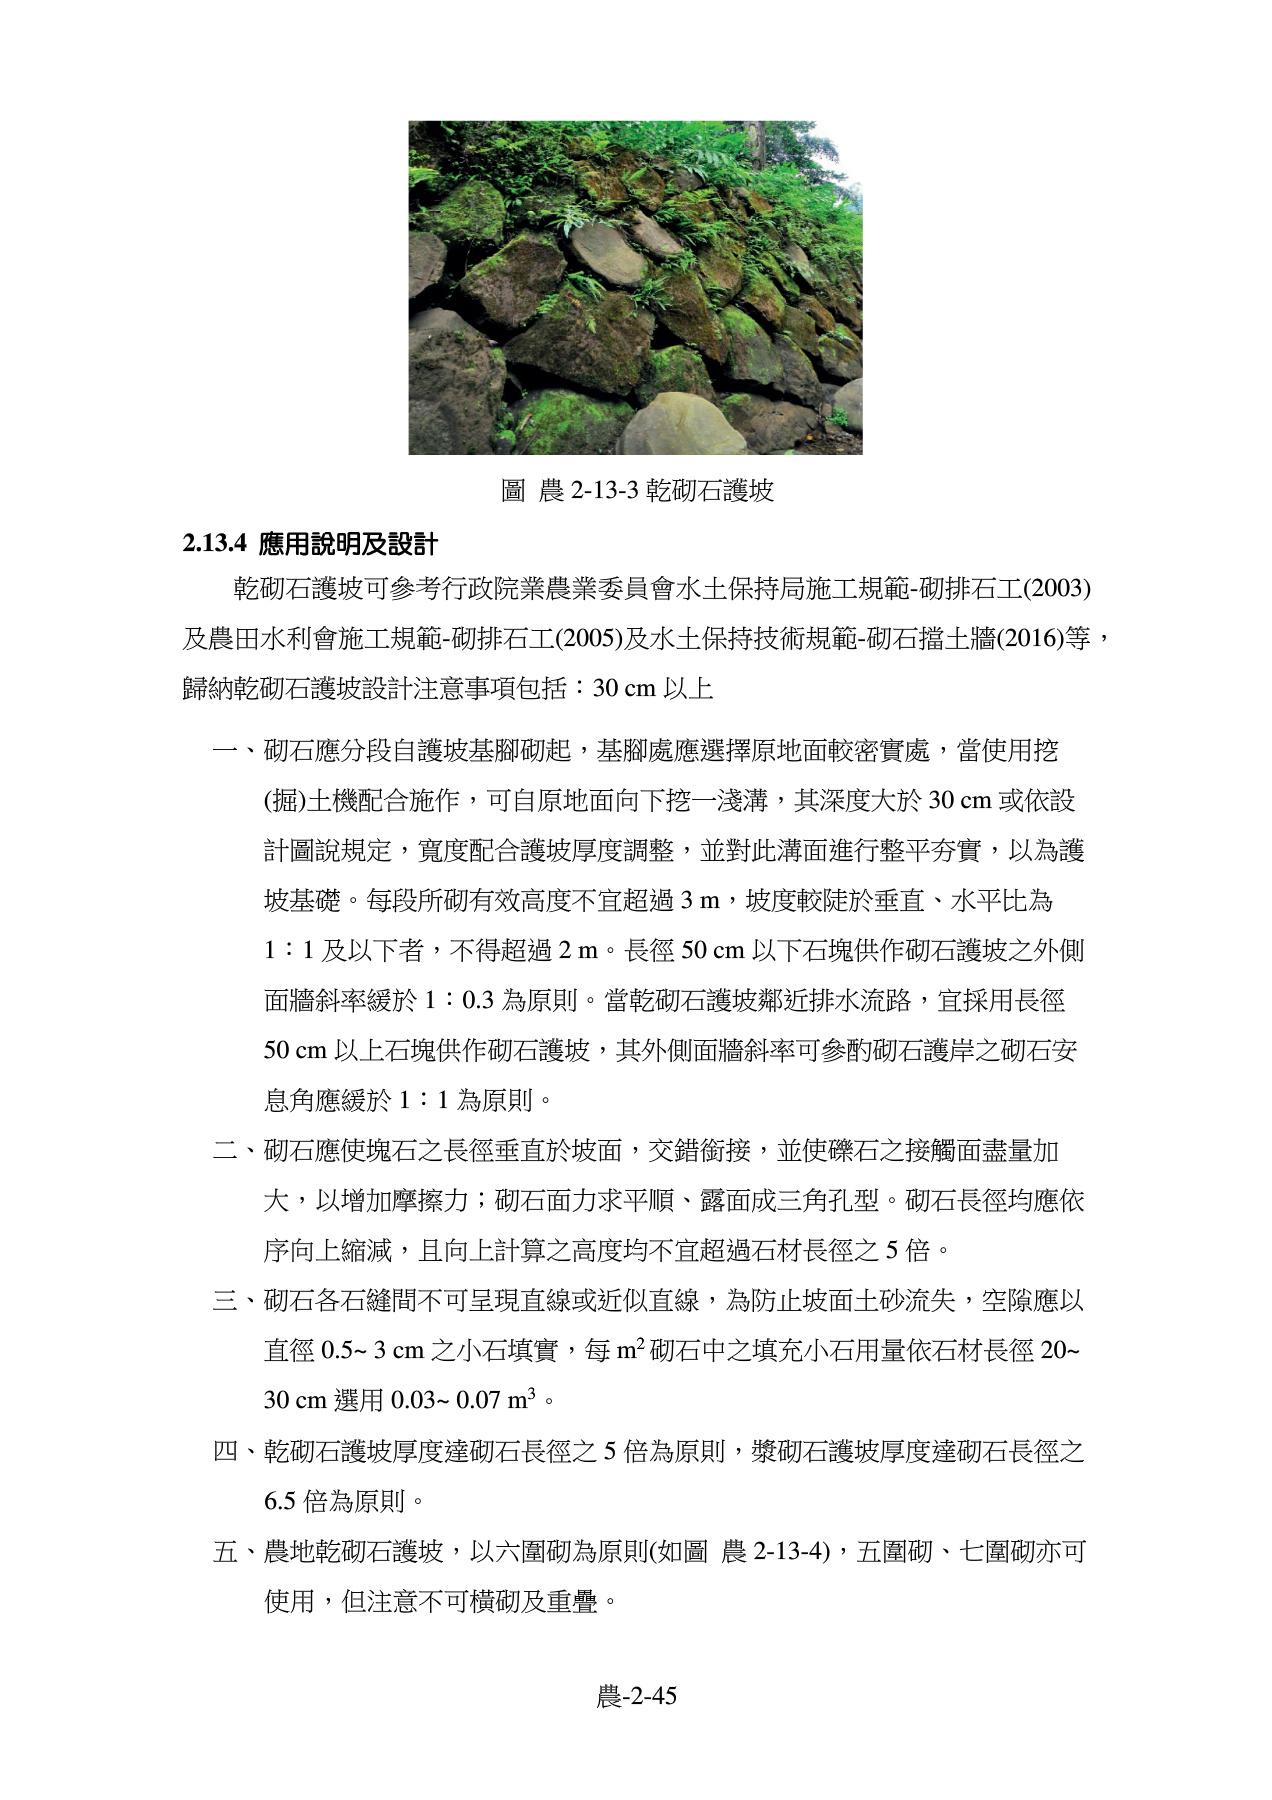 圖 農 2-13-3 乾砌石護坡
2.13.4 應用說明及設計
乾砌石護坡可參考行政院業農業委員會水土保持局施工規範-砌排石工(2003)
及農田水利會施工規範-砌排石工(2005)及水土保持技術規範-砌石擋土牆(2016)等，
歸納乾砌石護坡設計注意事項包括：30 cm 以上
一、砌石應分段自護坡基腳砌起，基腳處應選擇原地面較密實處，當使用挖
(掘)土機配合施作，可自原地面向下挖一淺溝，其深度大於 30 cm 或依設
計圖說規定，寬度配合護坡厚度調整，並對此溝面進行整平夯實，以為護
坡基礎。每段所砌有效高度不宜超過 3 m，坡度較陡於垂直、水平比為
1：1 及以下者，不得超過 2 m。長徑 50 cm 以下石塊供作砌石護坡之外側
面牆斜率緩於 1：0.3 為原則。當乾砌石護坡鄰近排水流路，宜採用長徑
50 cm 以上石塊供作砌石護坡，其外側面牆斜率可參酌砌石護岸之砌石安
息角應緩於 1：1 為原則。
二、砌石應使塊石之長徑垂直於坡面，交錯銜接，並使礫石之接觸面盡量加
大，以增加摩擦力；砌石面力求平順、露面成三角孔型。砌石長徑均應依
序向上縮減，且向上計算之高度均不宜超過石材長徑之 5 倍。
三、砌石各石縫間不可呈現直線或近似直線，為防止坡面土砂流失，空隙應以
直徑 0.5~ 3 cm 之小石填實，每 m² 砌石中之填充小石用量依石材長徑 20~
30 cm 選用 0.03~ 0.07 m³。
四、乾砌石護坡厚度達砌石長徑之 5 倍為原則，漿砌石護坡厚度達砌石長徑之
6.5 倍為原則。
五、農地乾砌石護坡，以六圍砌為原則(如圖 農 2-13-4)，五圍砌、七圍砌亦可
使用，但注意不可橫砌及重疊。
農-2-45